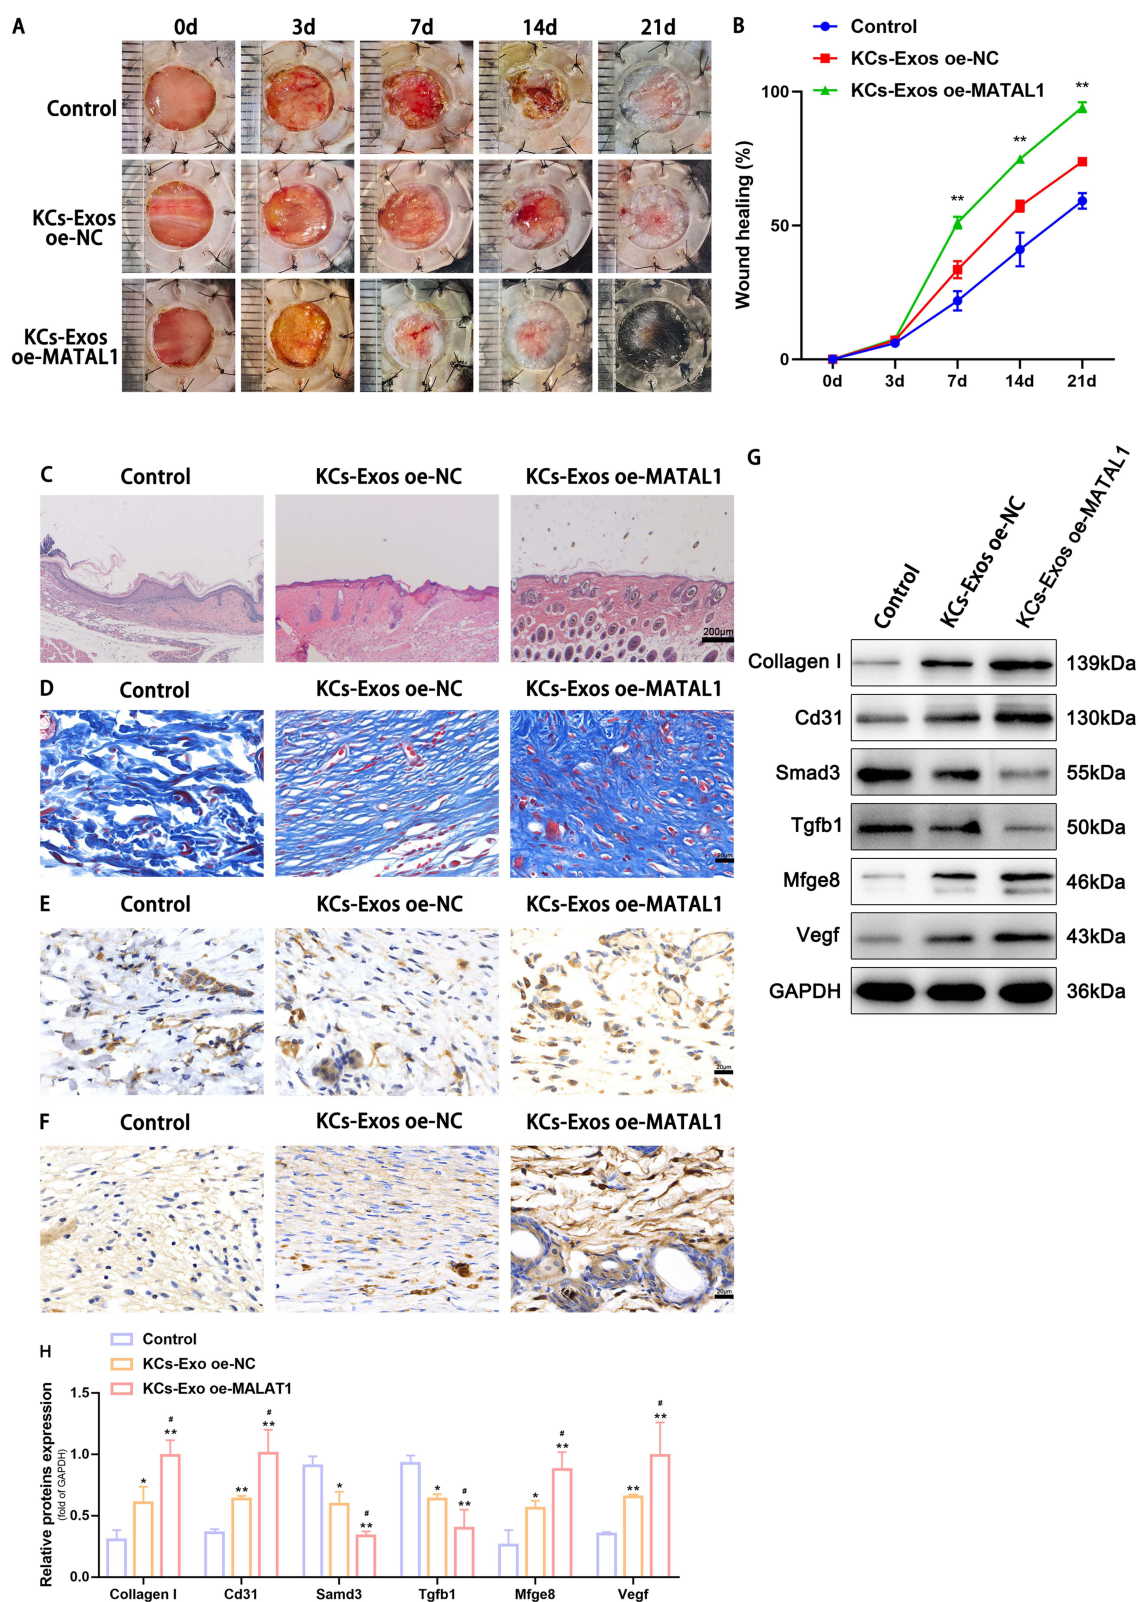 A
0d
3d
7d
14d
21d
Control
KCs-Exos
oe-NC
KCs-Exos
oe-MATAL1
B
Control
KCs-Exos oe-NC
KCs-Exos oe-MATAL1
Wound healing (%)
100
50
0
**
**
**
0d
3d
7d
14d
21d
C
Control
KCs-Exos oe-NC
KCs-Exos oe-MATAL1
200μm
D
Control
KCs-Exos oe-NC
KCs-Exos oe-MATAL1
20μm
E
Control
KCs-Exos oe-NC
KCs-Exos oe-MATAL1
20μm
F
Control
KCs-Exos oe-NC
KCs-Exos oe-MATAL1
20μm
G
Control
KCs-Exos oe-NC
KCs-Exos oe-MATAL1
Collagen I 139kDa
Cd31 130kDa
Smad3 55kDa
Tgfb1 50kDa
Mfge8 46kDa
Vegf 43kDa
GAPDH 36kDa
H
Control
KCs-Exo oe-NC
KCs-Exo oe-MALAT1
Relative proteins expression
(fold of GAPDH)
1.5
1.0
0.5
0.0
* # **
** # **
* # **
* # **
* # **
** # **
Collagen I
Cd31
Samd3
Tgfb1
Mfge8
Vegf